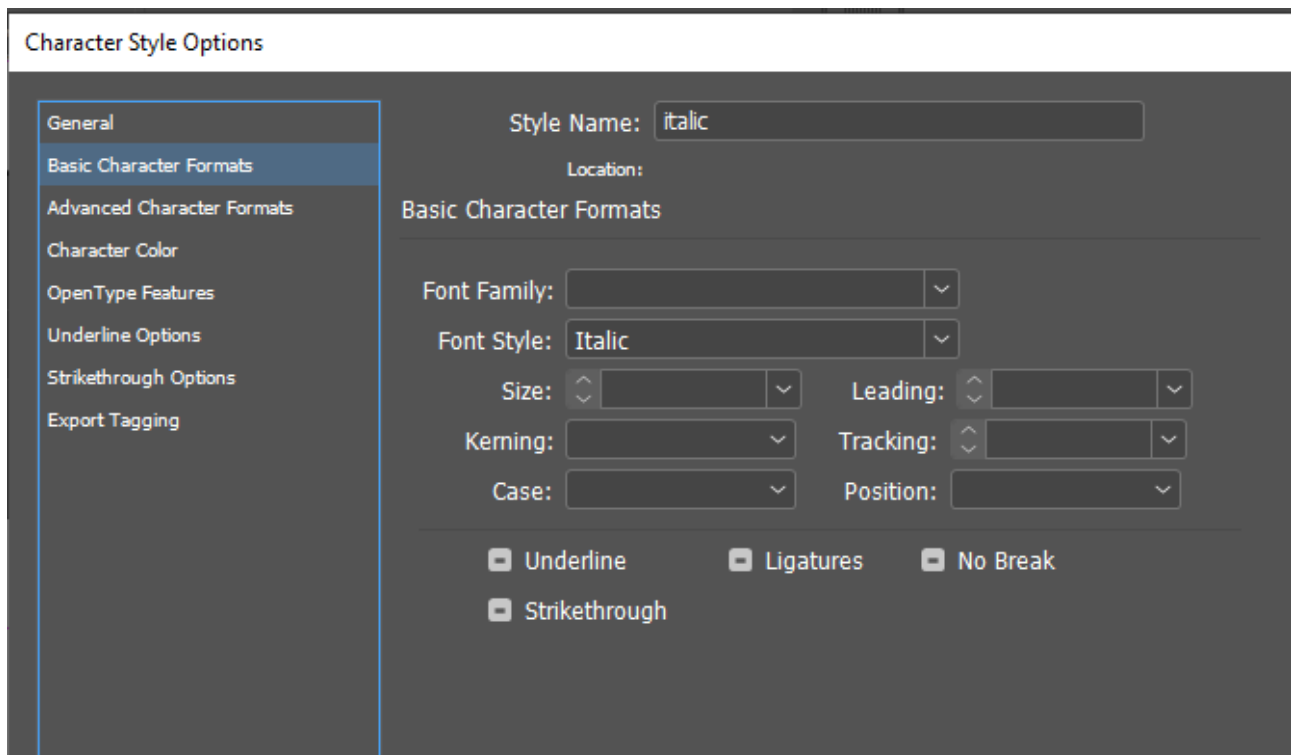 Character Style Options
General
Basic Character Formats
Advanced Character Formats
Character Color
OpenType Features
Underline Options
Strikethrough Options
Export Tagging
Style Name: italic
Location:
Basic Character Formats
Font Family:
Font Style: Italic
Size: Leading:
Kerning: Tracking:
Case: Position:
Underline Ligatures No Break
Strikethrough